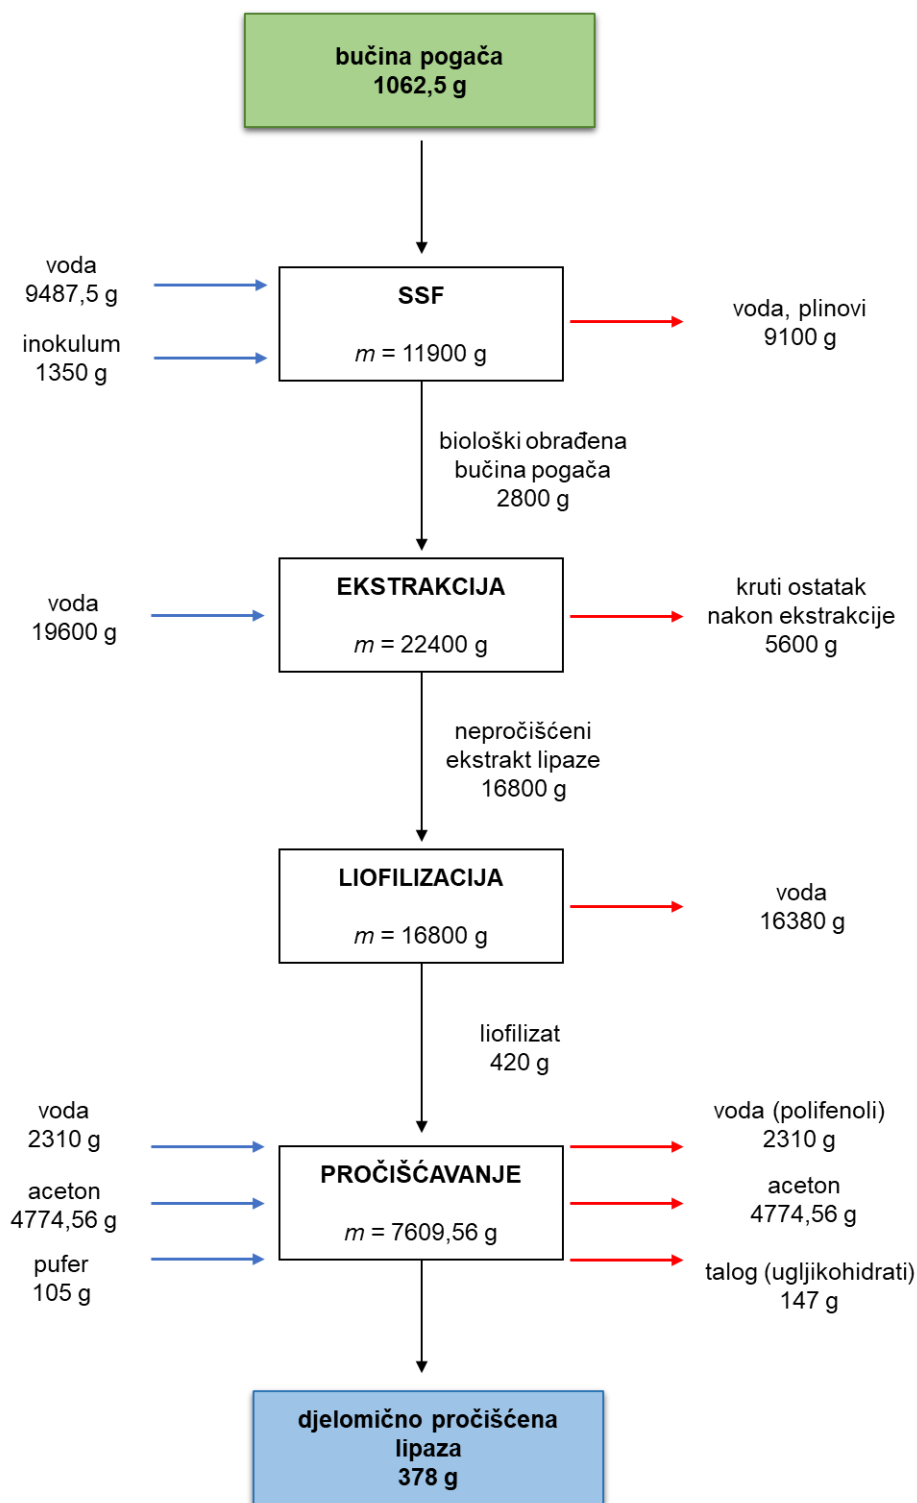 bučina pogača
1062,5 g
voda
9487,5 g
inokulum
1350 g
SSF
m = 11900 g
voda, plinovi
9100 g
biološki obrađena
bučina pogača
2800 g
voda
19600 g
EKSTRAKCIJA
m = 22400 g
kruti ostatak
nakon ekstrakcije
5600 g
nepročišćeni
ekstrakt lipaze
16800 g
LIOFILIZACIJA
m = 16800 g
voda
16380 g
liofilizat
420 g
voda
2310 g
aceton
4774,56 g
pufer
105 g
PROČIŠĆAVANJE
m = 7609,56 g
voda (polifenoli)
2310 g
aceton
4774,56 g
talog (ugljikohidrati)
147 g
djelomično pročišćena
lipaza
378 g